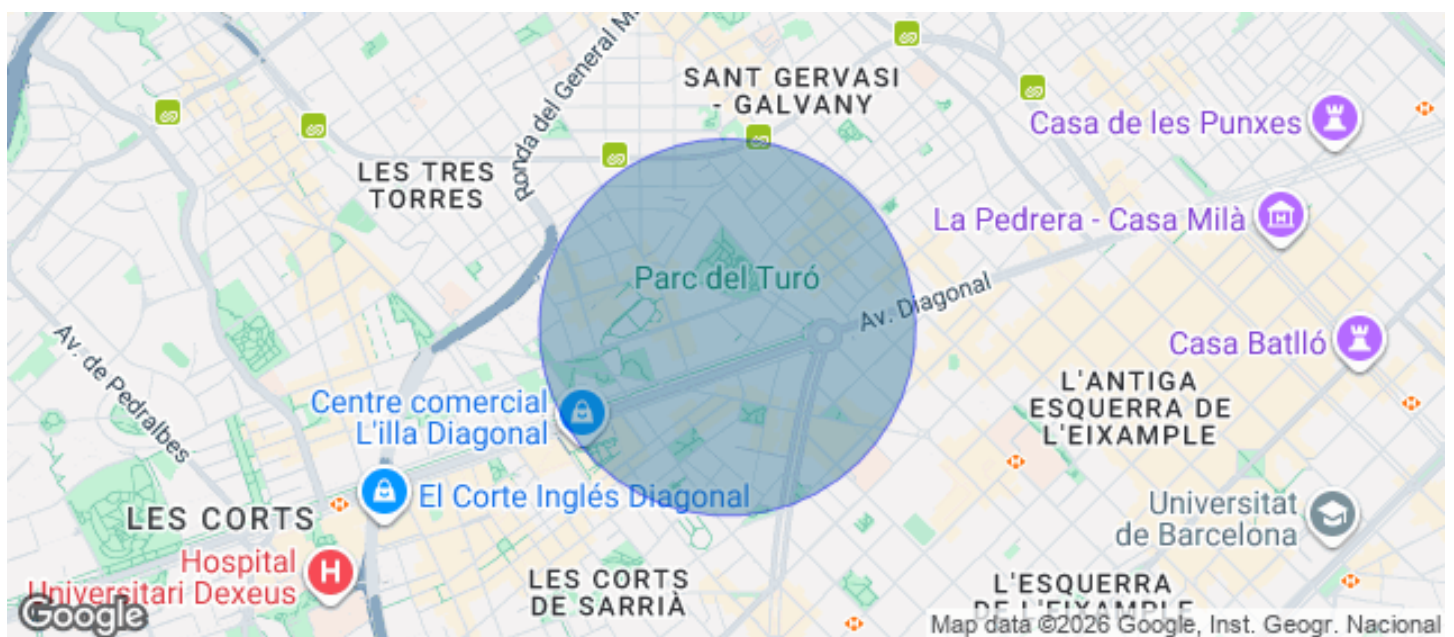 SANT GERVASI
- GALVANY
Ronda del General Mi
Casa de les Punxes
LES TRES
TORRES
La Pedrera - Casa Milà
Parc del Turó
Av. Diagonal
Casa Batlló
Av. de Pedralbes
L'ANTIGA
ESQUERRA DE
L'EIXAMPLE
Centre comercial
L'illa Diagonal
El Corte Inglés Diagonal
LES CORTS
Universitat
de Barcelona
Hospital
Universitari Dexeus
H
LES CORTS
DE SARRIÀ
L'ESQUERRA
DE L'EIXAMPLE
Google
Map data ©2026 Google, Inst. Geogr. Nacional